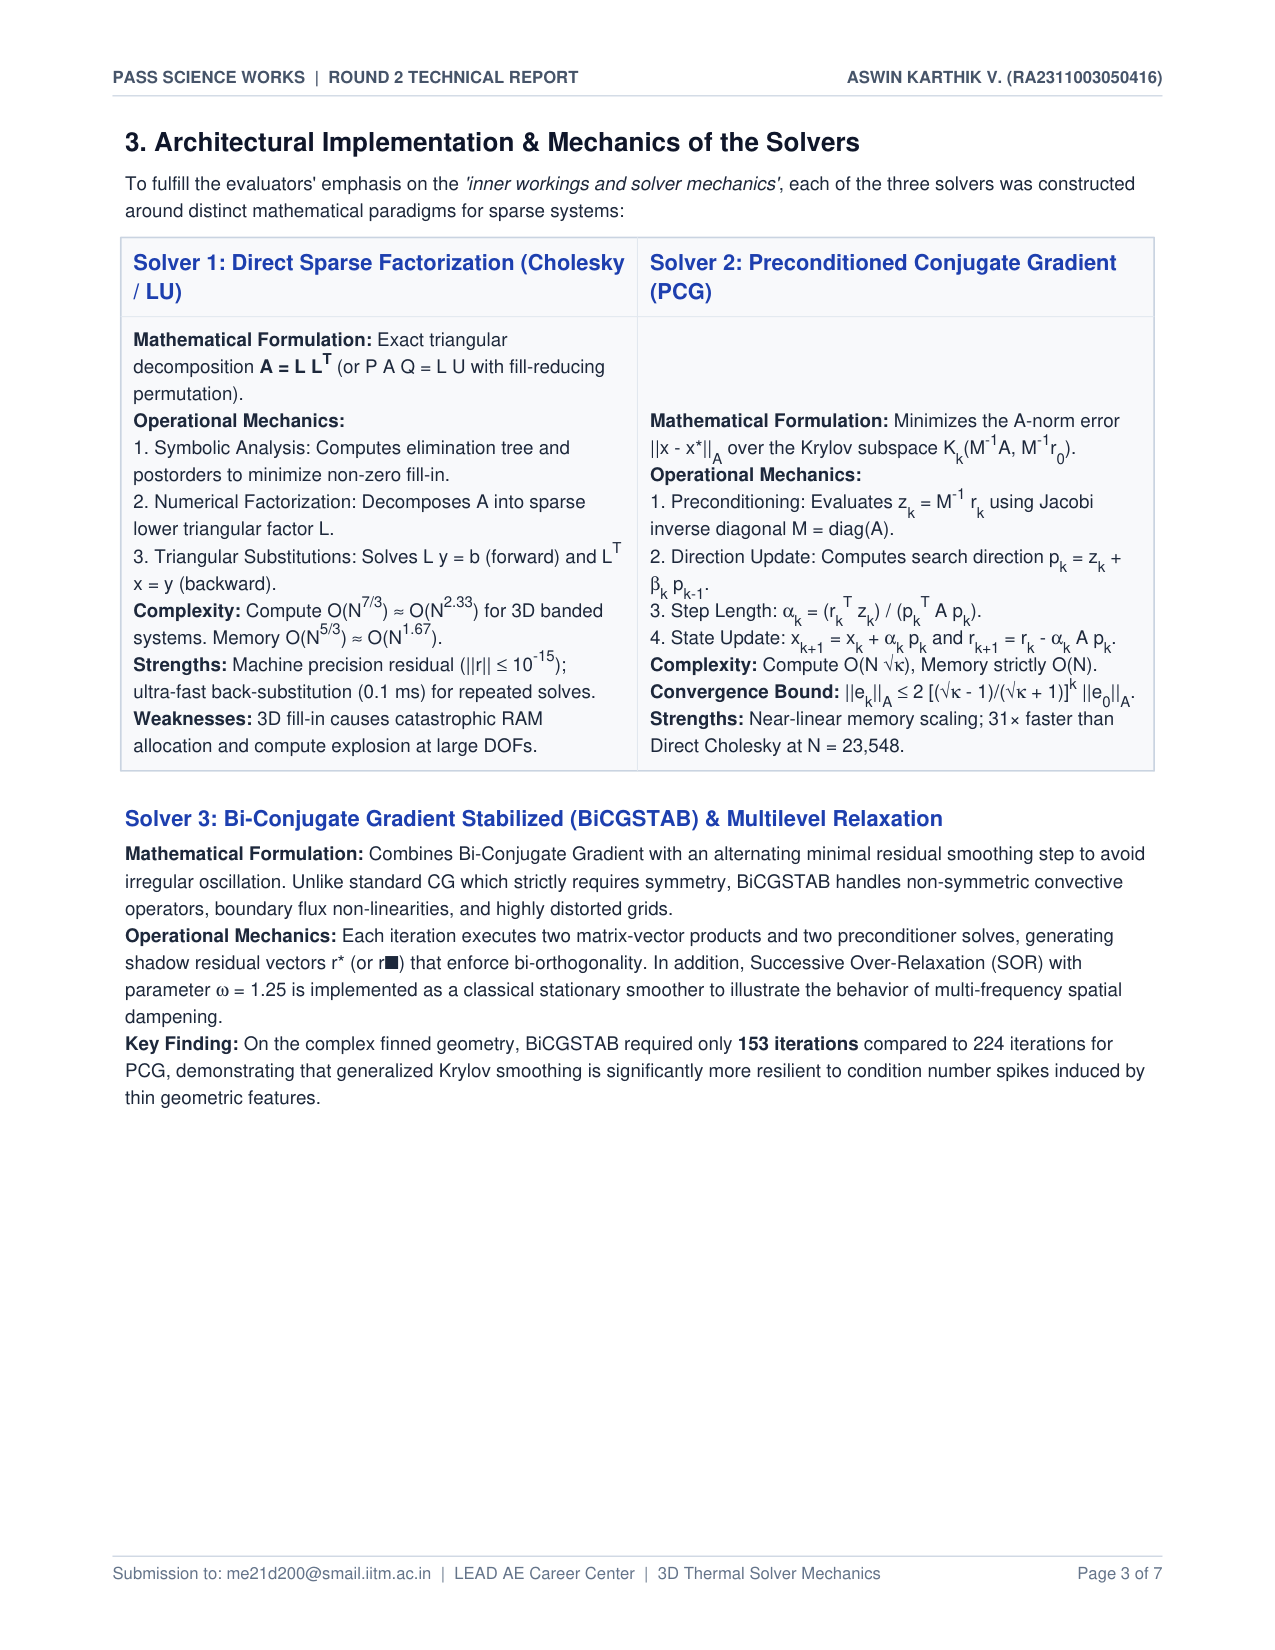 PASS SCIENCE WORKS | ROUND 2 TECHNICAL REPORT
ASWIN KARTHIK V. (RA2311003050416)
3. Architectural Implementation & Mechanics of the Solvers
To fulfill the evaluators' emphasis on the 'inner workings and solver mechanics', each of the three solvers was constructed
around distinct mathematical paradigms for sparse systems:
Solver 1: Direct Sparse Factorization (Cholesky
/ LU)
Mathematical Formulation: Exact triangular
decomposition A = L L^T (or P A Q = L U with fill-reducing
permutation).
Operational Mechanics:
1. Symbolic Analysis: Computes elimination tree and
postorders to minimize non-zero fill-in.
2. Numerical Factorization: Decomposes A into sparse
lower triangular factor L.
3. Triangular Substitutions: Solves L y = b (forward) and L^T
x = y (backward).
Complexity: Compute O(N^7/3) ≈ O(N^2.33) for 3D banded
systems. Memory O(N^5/3) ≈ O(N^1.67).
Strengths: Machine precision residual (||r|| ≤ 10^-15);
ultra-fast back-substitution (0.1 ms) for repeated solves.
Weaknesses: 3D fill-in causes catastrophic RAM
allocation and compute explosion at large DOFs.
Solver 2: Preconditioned Conjugate Gradient
(PCG)
Mathematical Formulation: Minimizes the A-norm error
||x - x*||_A over the Krylov subspace K_k(M^-1A, M^-1r_0).
Operational Mechanics:
1. Preconditioning: Evaluates z_k = M^-1 r_k using Jacobi
inverse diagonal M = diag(A).
2. Direction Update: Computes search direction p_k = z_k +
β_k p_k-1.
3. Step Length: α_k = (r_k^T z_k) / (p_k^T A p_k).
4. State Update: x_k+1 = x_k + α_k p_k and r_k+1 = r_k - α_k A p_k.
Complexity: Compute O(N √κ), Memory strictly O(N).
Convergence Bound: ||e_k||_A ≤ 2 [(√κ - 1)/(√κ + 1)]^k ||e_0||_A.
Strengths: Near-linear memory scaling; 31× faster than
Direct Cholesky at N = 23,548.
Solver 3: Bi-Conjugate Gradient Stabilized (BiCGSTAB) & Multilevel Relaxation
Mathematical Formulation: Combines Bi-Conjugate Gradient with an alternating minimal residual smoothing step to avoid
irregular oscillation. Unlike standard CG which strictly requires symmetry, BiCGSTAB handles non-symmetric convective
operators, boundary flux non-linearities, and highly distorted grids.
Operational Mechanics: Each iteration executes two matrix-vector products and two preconditioner solves, generating
shadow residual vectors r* (or r■) that enforce bi-orthogonality. In addition, Successive Over-Relaxation (SOR) with
parameter ω = 1.25 is implemented as a classical stationary smoother to illustrate the behavior of multi-frequency spatial
dampening.
Key Finding: On the complex finned geometry, BiCGSTAB required only 153 iterations compared to 224 iterations for
PCG, demonstrating that generalized Krylov smoothing is significantly more resilient to condition number spikes induced by
thin geometric features.
Submission to: me21d200@smail.iitm.ac.in | LEAD AE Career Center | 3D Thermal Solver Mechanics
Page 3 of 7